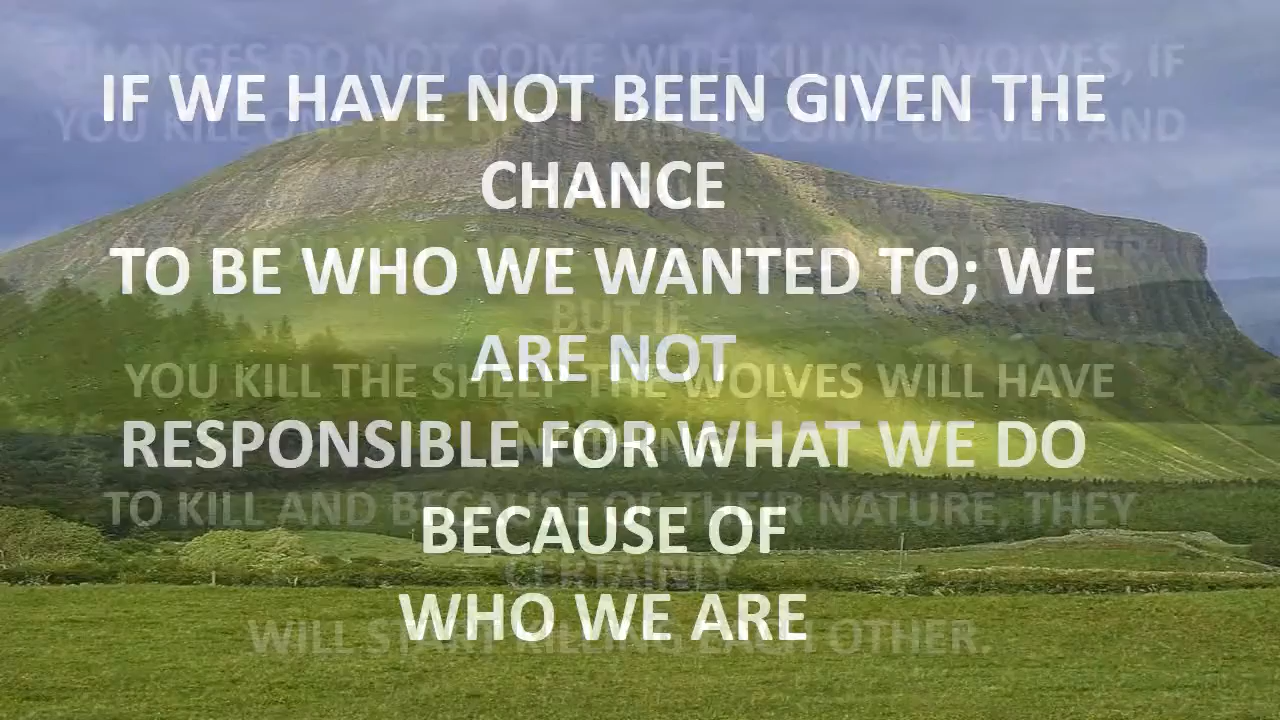 IF WE HAVE NOT BEEN GIVEN THE
CHANCE
TO BE WHO WE WANTED TO; WE
ARE NOT
RESPONSIBLE FOR WHAT WE DO
BECAUSE OF
WHO WE ARE
CHANGES DO NOT COME WITH KILLING WOLVES, IF
YOU KILL ONE THE BECOME CLEVER AND
BUT IF
YOU KILL THE SHEEP THE WOLVES WILL HAVE
NOTHING
TO KILL AND BECAUSE OF THEIR NATURE, THEY
CERTAINLY
WILL START KILLING EACH OTHER.